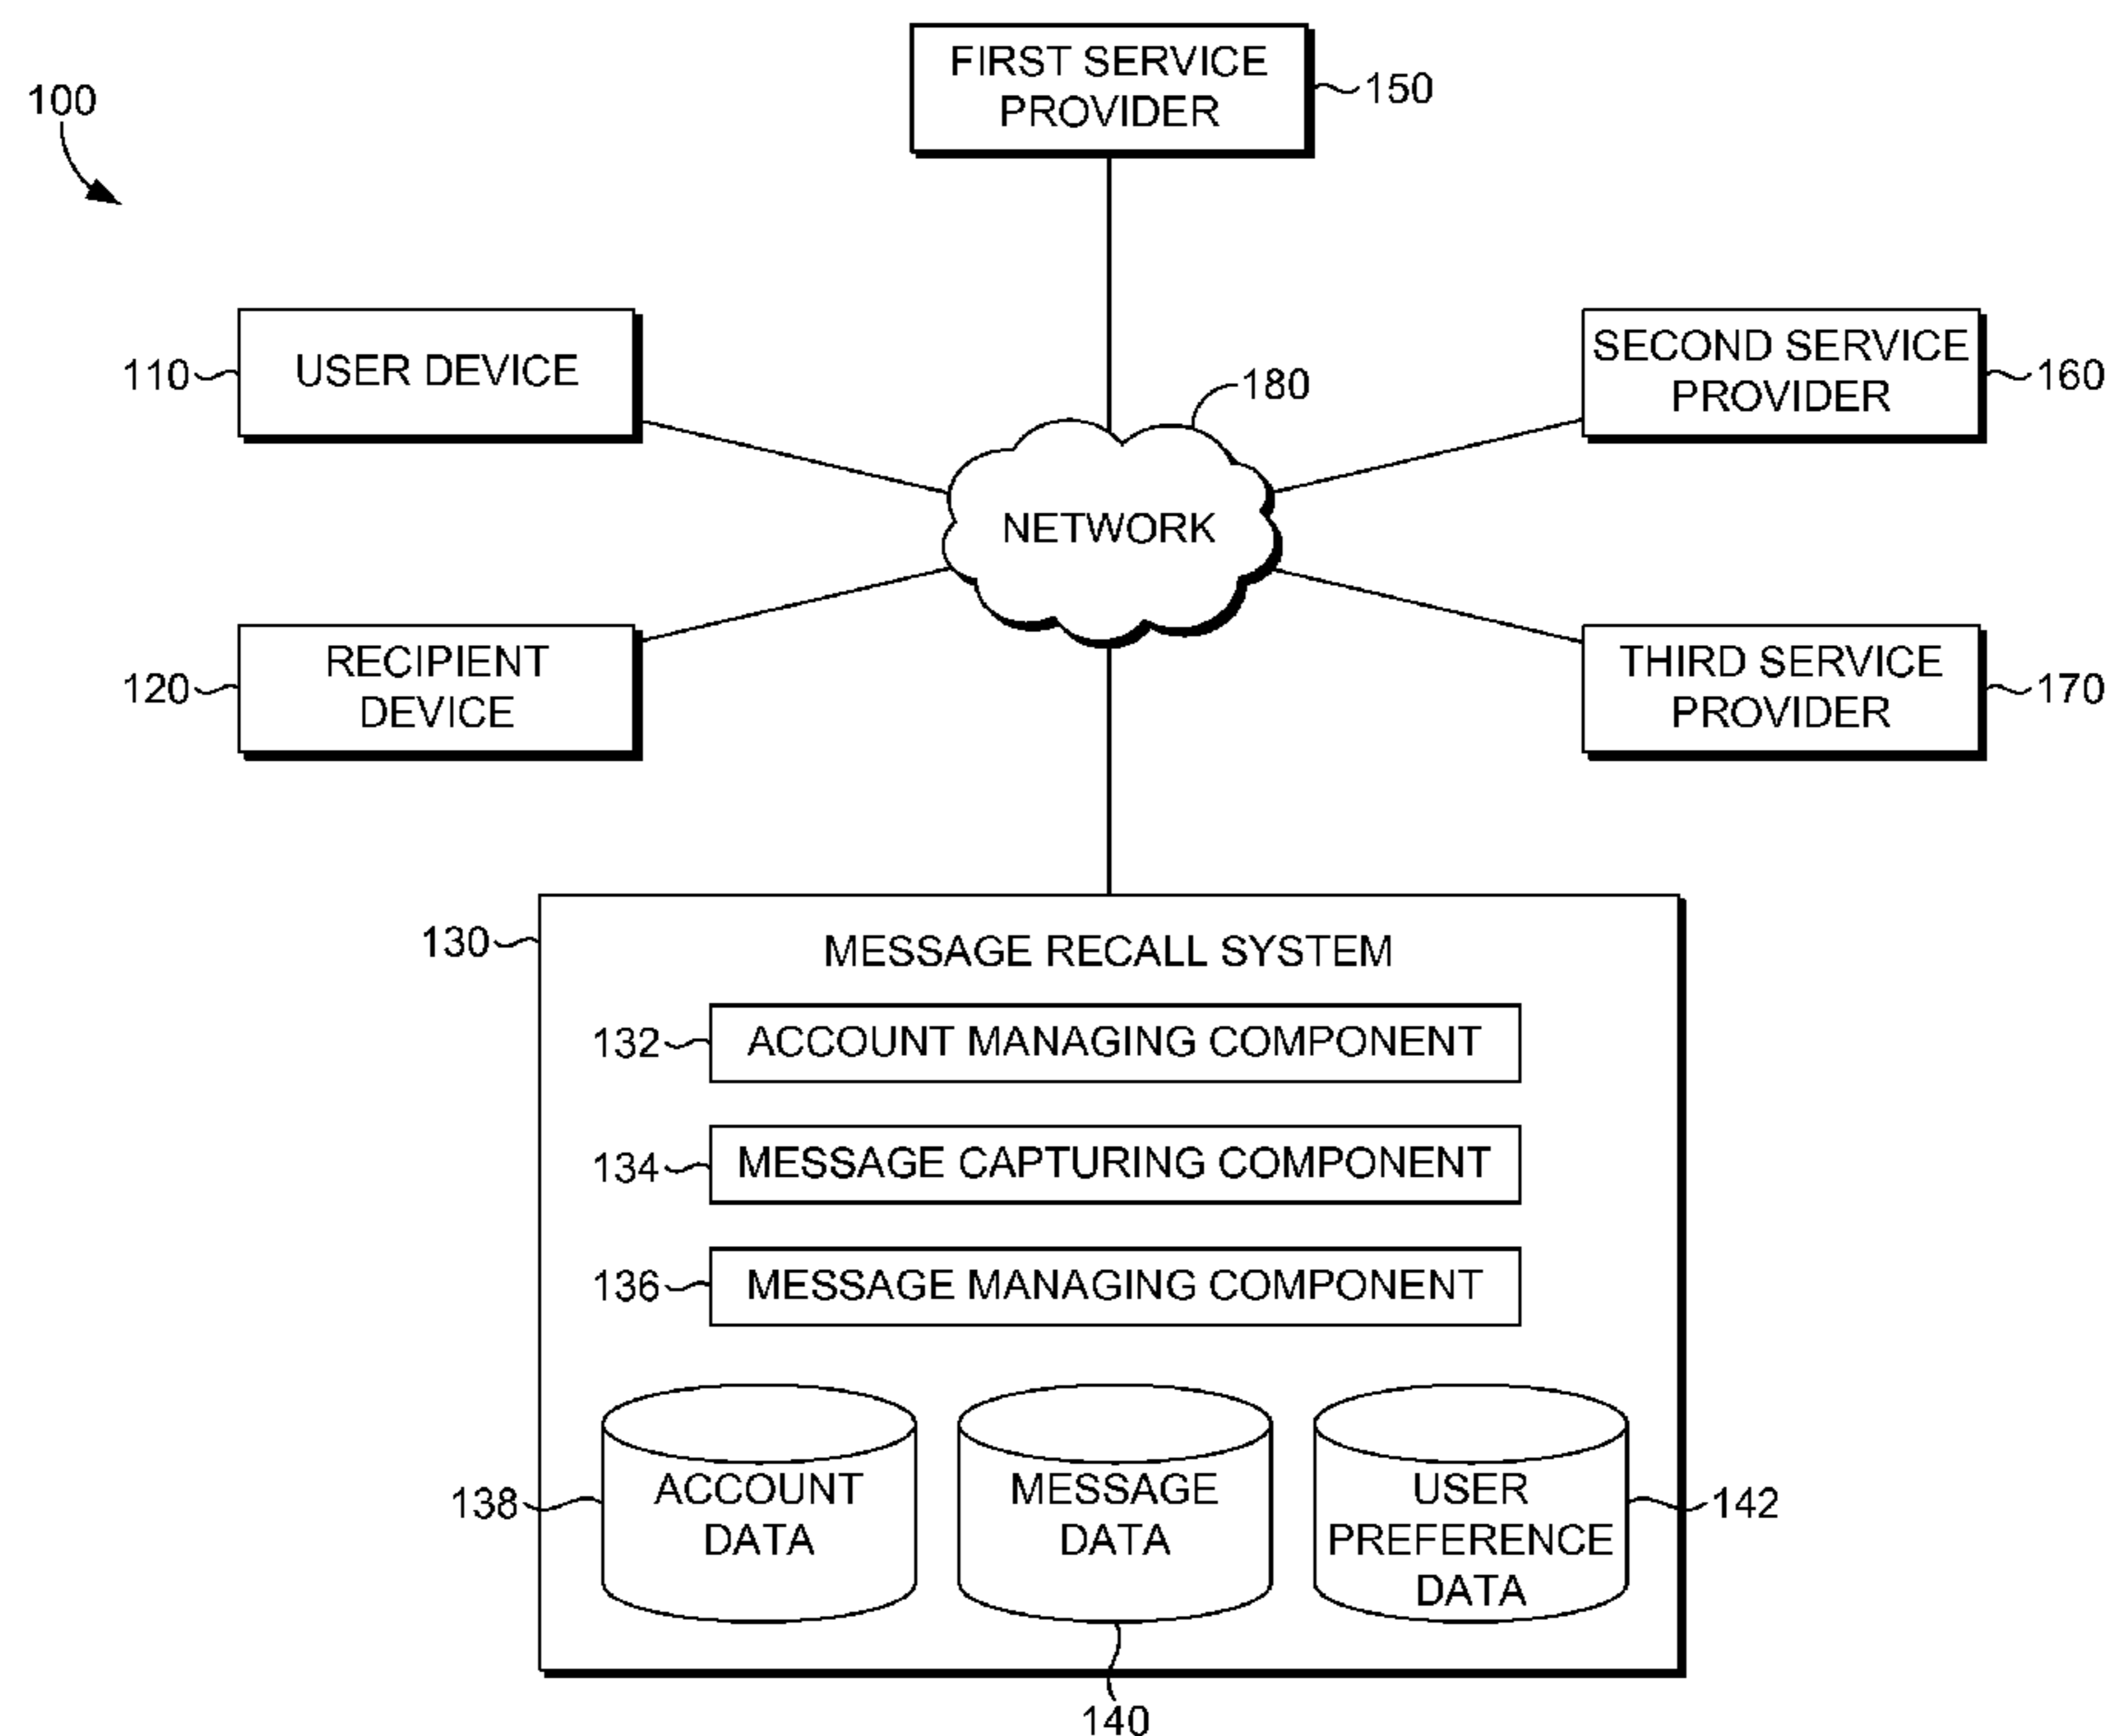 FIRST SERVICE
PROVIDER
150
100
USER DEVICE
110
SECOND SERVICE
PROVIDER
160
180
NETWORK
RECIPIENT
DEVICE
120
THIRD SERVICE
PROVIDER
170
130
MESSAGE RECALL SYSTEM
132
ACCOUNT MANAGING COMPONENT
134
MESSAGE CAPTURING COMPONENT
136
MESSAGE MANAGING COMPONENT
138
ACCOUNT
DATA
MESSAGE
DATA
USER
PREFERENCE
DATA
142
140